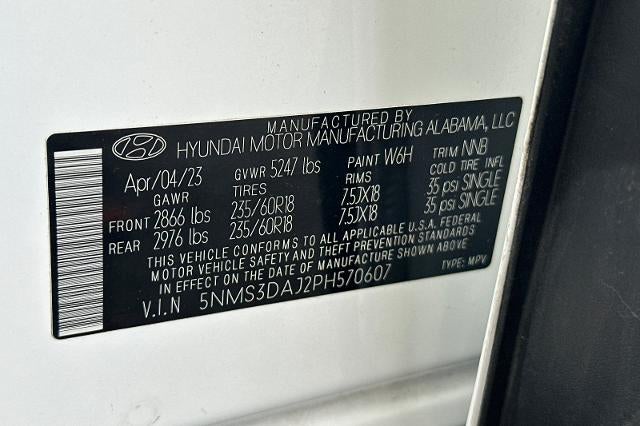 MANUFACTURED BY
HYUNDAI MOTOR MANUFACTURING ALABAMA, LLC
Apr/04/23 GVWR 5247 lbs PAINT W6H TRIM NNB
GAWR TIRES RIMS COLD TIRE INFL
FRONT 2866 lbs 235/60R18 7.5JX18 35 psi SINGLE
REAR 2976 lbs 235/60R18 7.5JX18 35 psi SINGLE
THIS VEHICLE CONFORMS TO ALL APPLICABLE U.S.A. FEDERAL
MOTOR VEHICLE SAFETY AND THEFT PREVENTION STANDARDS
IN EFFECT ON THE DATE OF MANUFACTURE SHOWN ABOVE
V.I.N 5NMS3DAJ2PH570607 TYPE: MPV